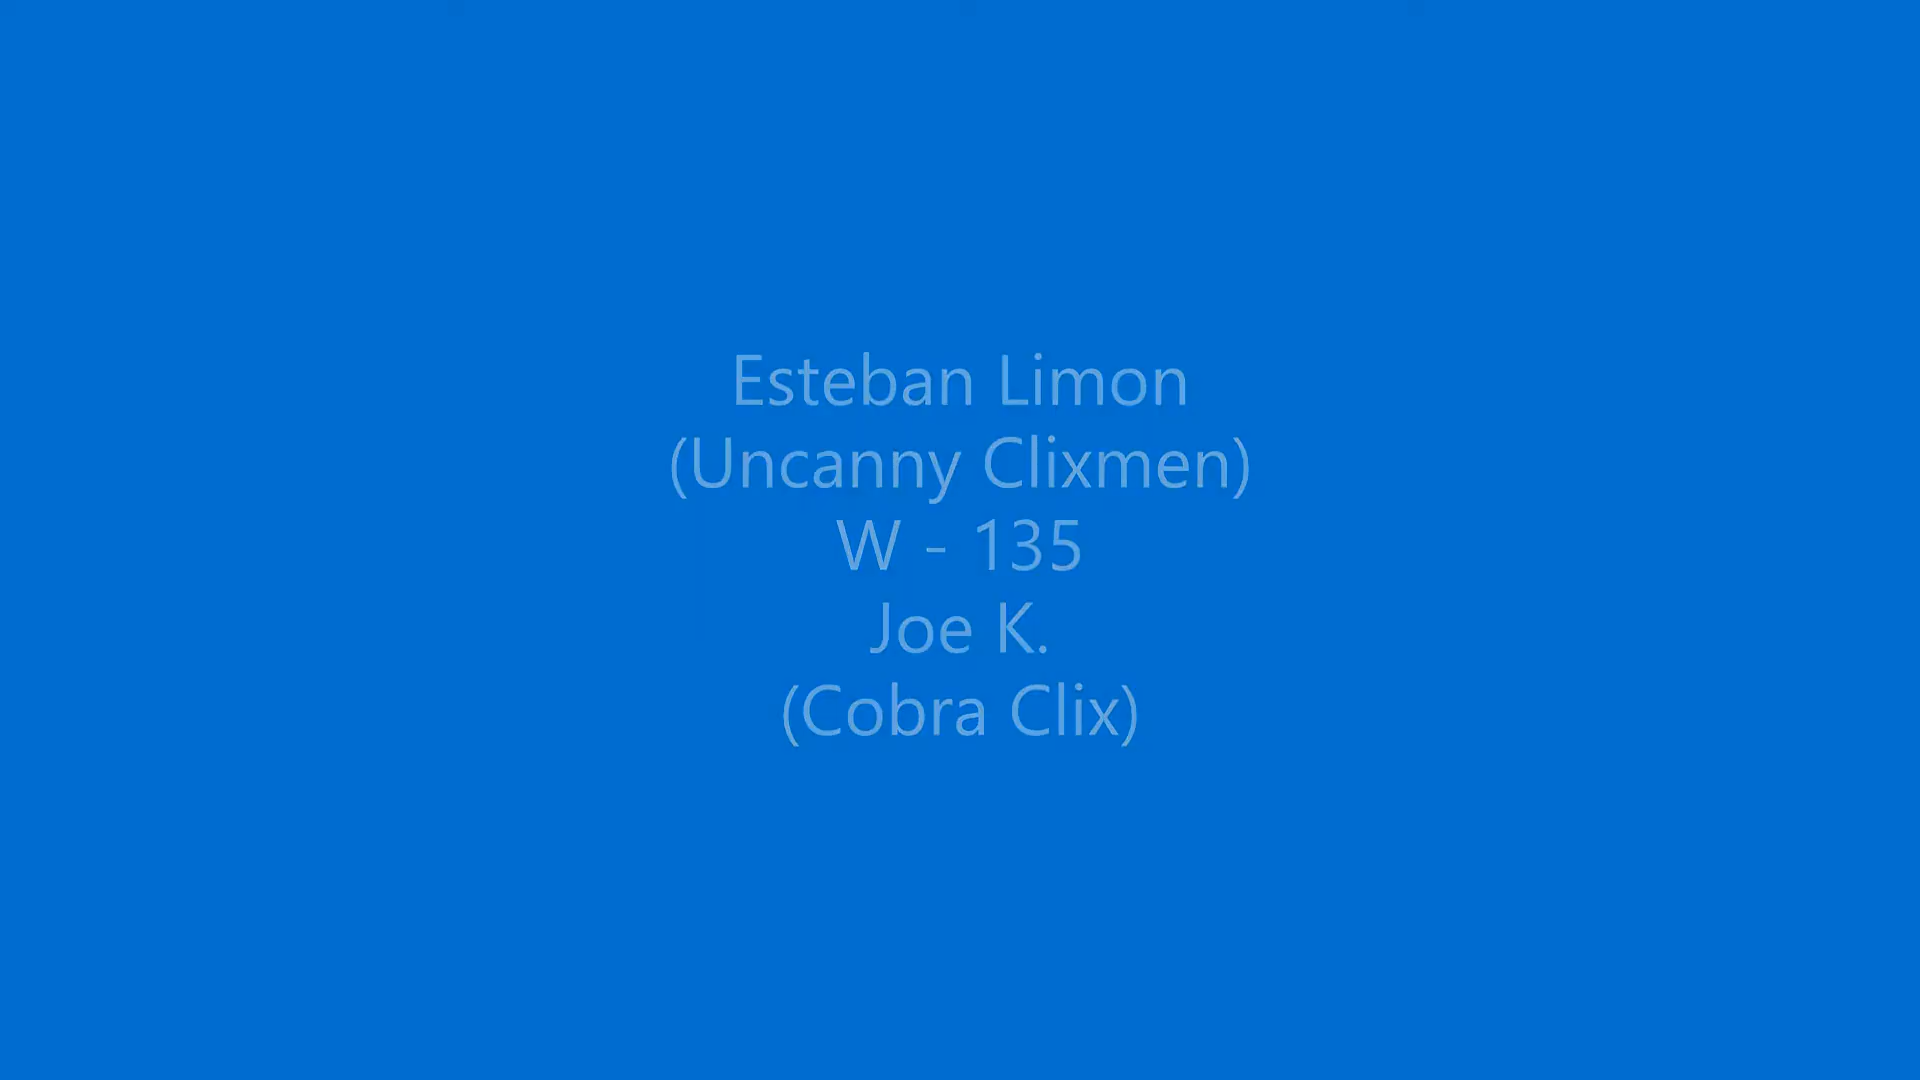 Esteban Limon
(Uncanny Clixmen)
W - 135
Joe K.
(Cobra Clix)